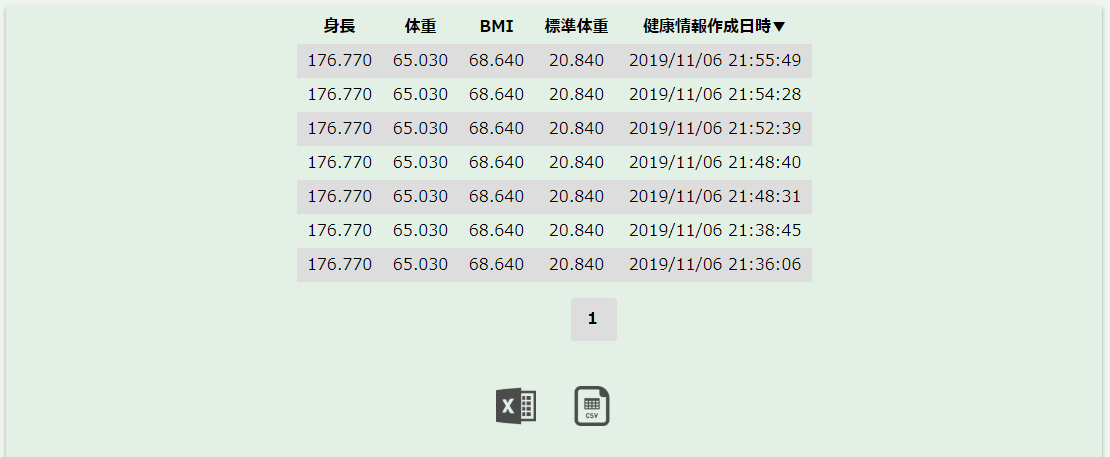 身長 体重 BMI 標準体重 健康情報作成日時▼
176.770 65.030 68.640 20.840 2019/11/06 21:55:49
176.770 65.030 68.640 20.840 2019/11/06 21:54:28
176.770 65.030 68.640 20.840 2019/11/06 21:52:39
176.770 65.030 68.640 20.840 2019/11/06 21:48:40
176.770 65.030 68.640 20.840 2019/11/06 21:48:31
176.770 65.030 68.640 20.840 2019/11/06 21:38:45
176.770 65.030 68.640 20.840 2019/11/06 21:36:06
1
X CSV